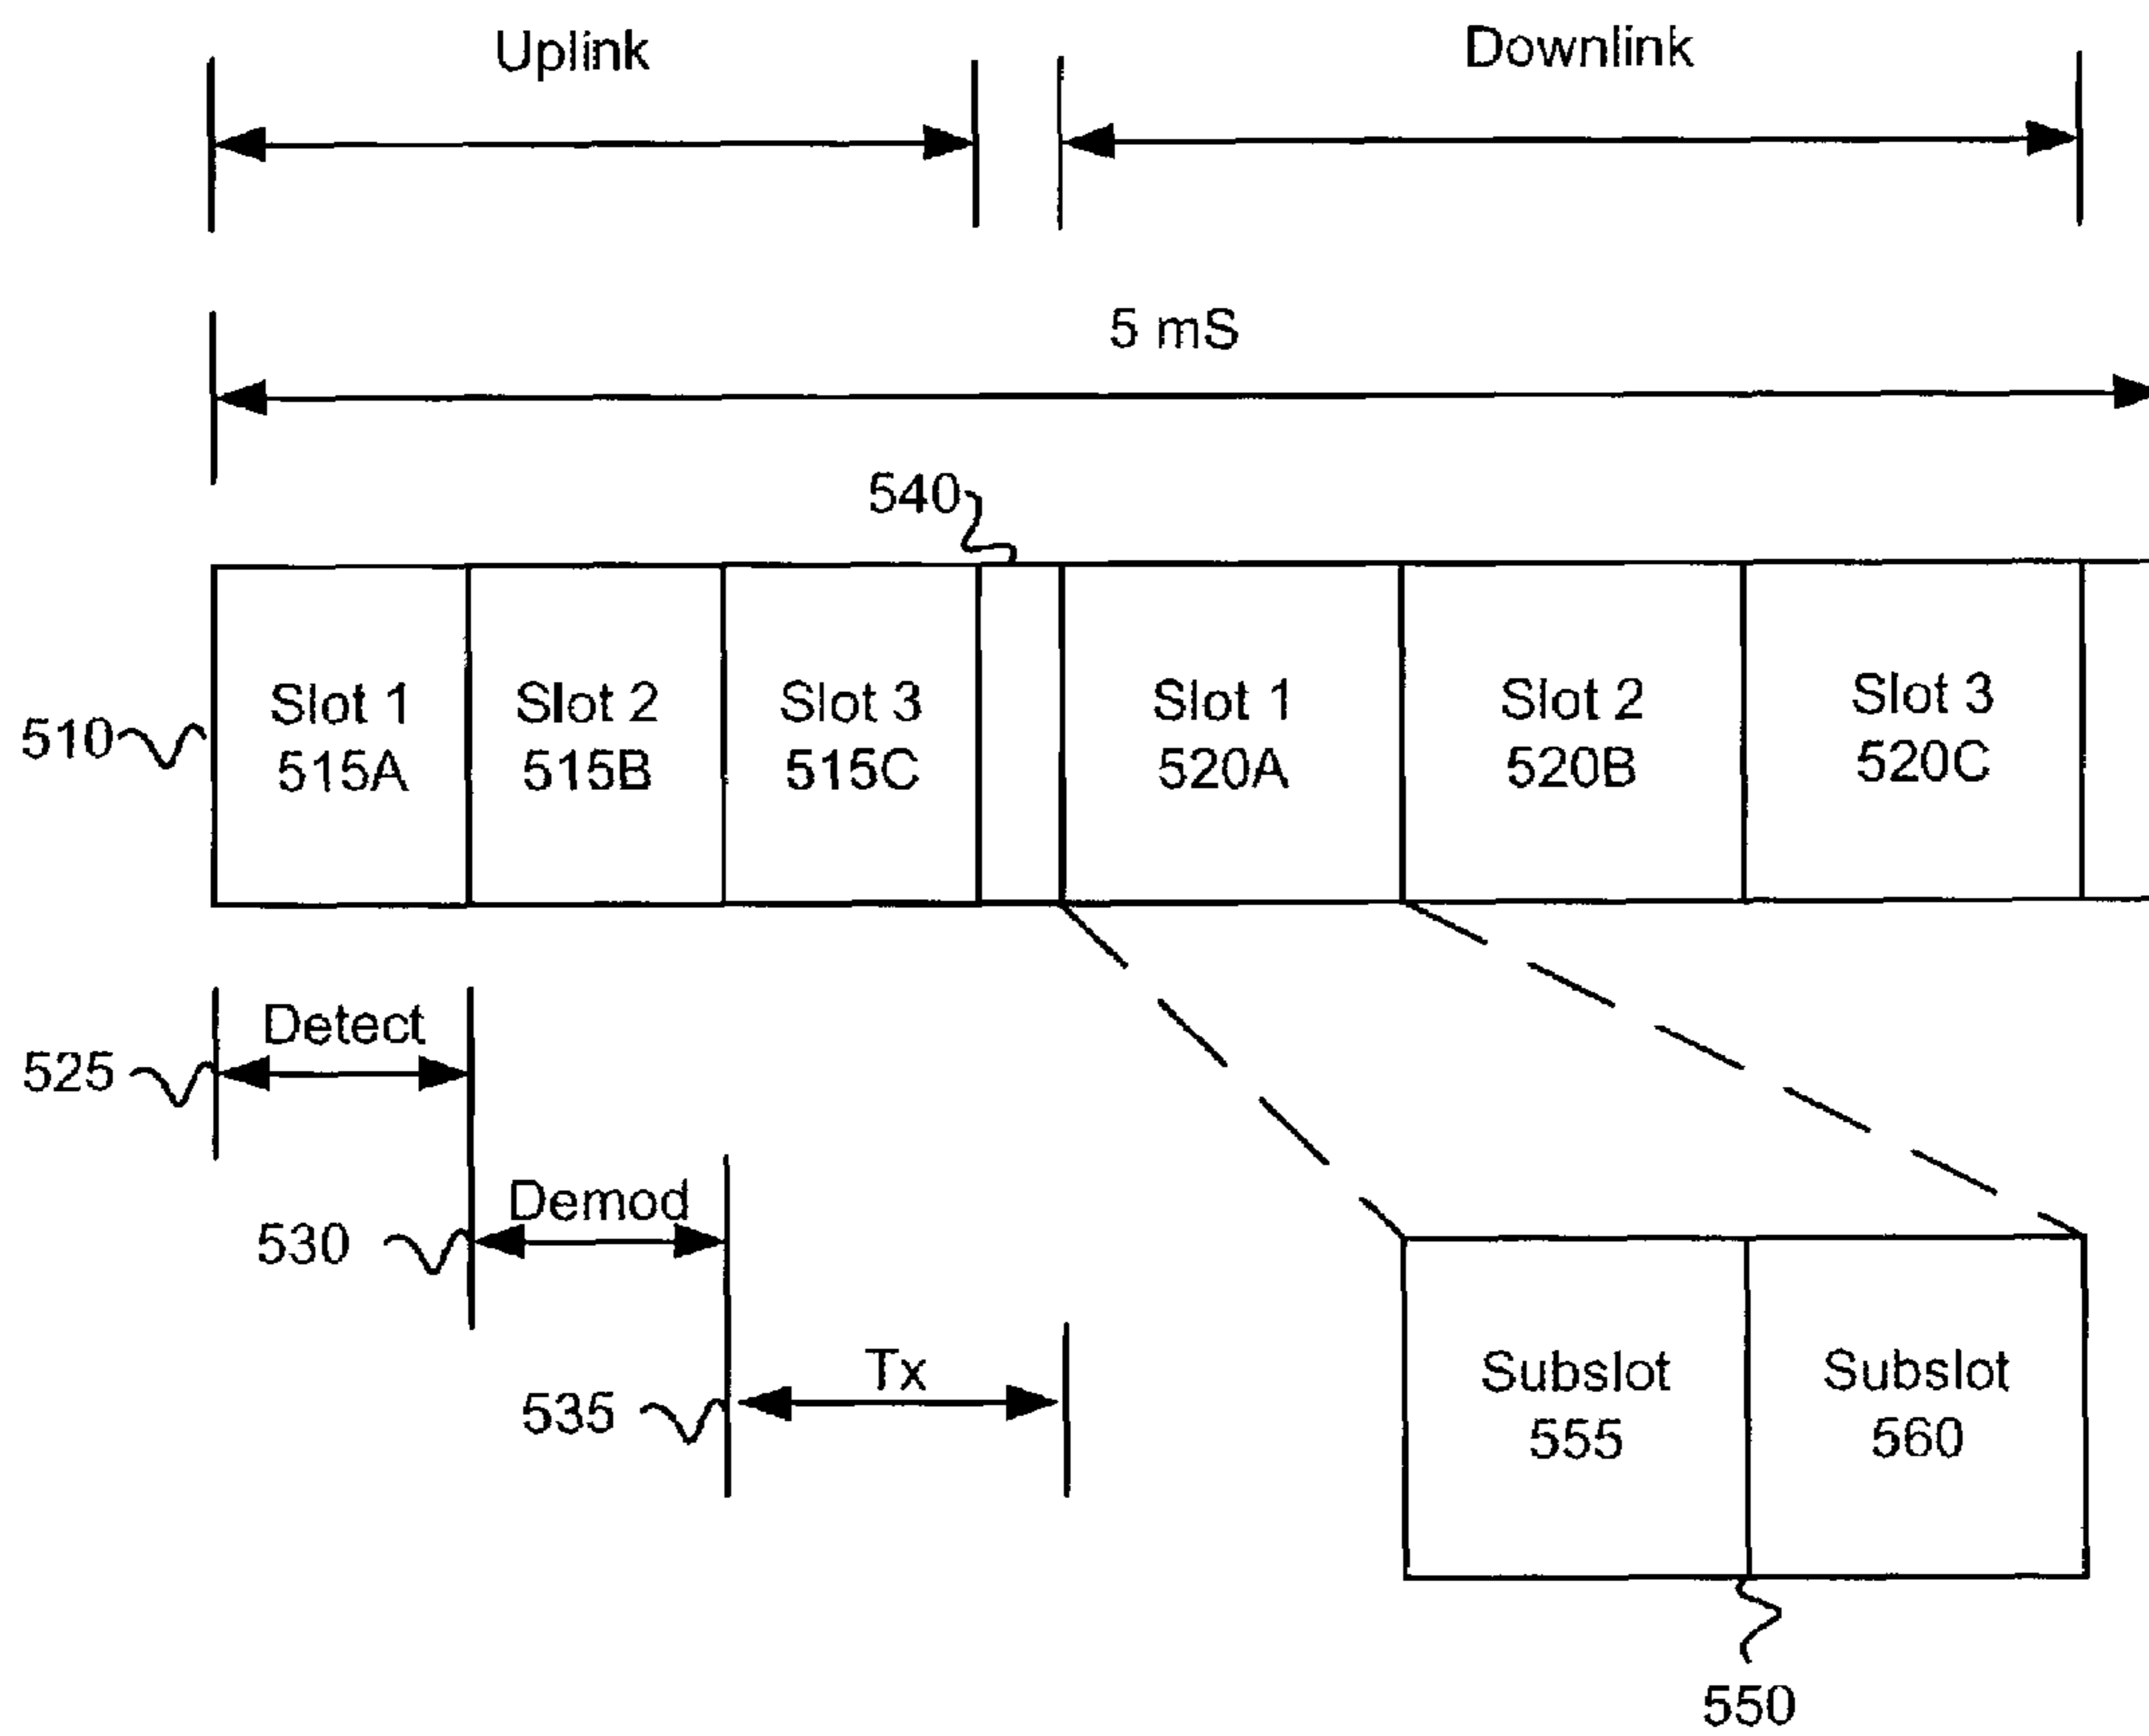 Uplink
Downlink
5 mS
540
Slot 1
515A
Slot 2
515B
Slot 3
515C
Slot 1
520A
Slot 2
520B
Slot 3
520C
510
Detect
525
Demod
530
Tx
535
Subslot
555
Subslot
560
550